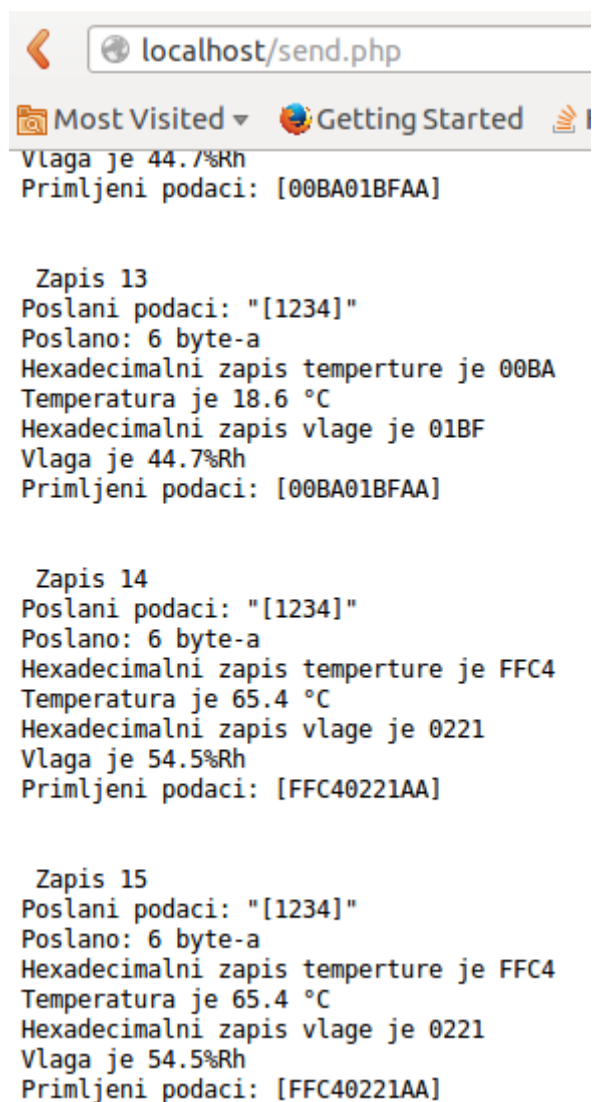 localhost/send.php
Most Visited Getting Started
Vlaga je 44.7%Rh
Primljeni podaci: [00BA01BFAA]
Zapis 13
Poslani podaci: "[1234]"
Poslano: 6 byte-a
Hexadecimalni zapis temperture je 00BA
Temperatura je 18.6 °C
Hexadecimalni zapis vlage je 01BF
Vlaga je 44.7%Rh
Primljeni podaci: [00BA01BFAA]
Zapis 14
Poslani podaci: "[1234]"
Poslano: 6 byte-a
Hexadecimalni zapis temperture je FFC4
Temperatura je 65.4 °C
Hexadecimalni zapis vlage je 0221
Vlaga je 54.5%Rh
Primljeni podaci: [FFC40221AA]
Zapis 15
Poslani podaci: "[1234]"
Poslano: 6 byte-a
Hexadecimalni zapis temperture je FFC4
Temperatura je 65.4 °C
Hexadecimalni zapis vlage je 0221
Vlaga je 54.5%Rh
Primljeni podaci: [FFC40221AA]